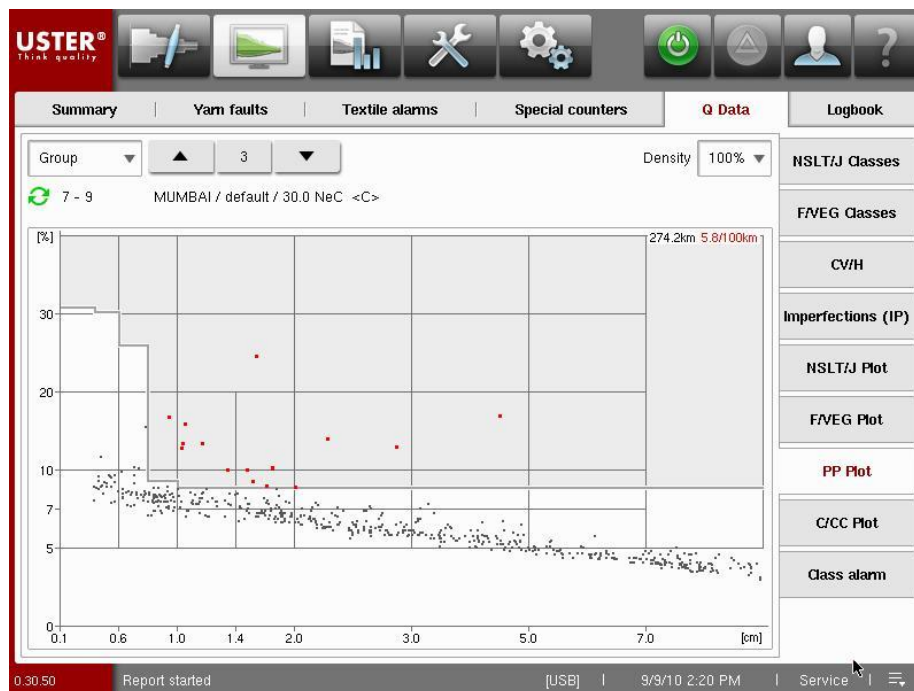 USTER®
Think quality
?
Summary | Yarn faults | Textile alarms | Special counters Q Data Logbook
Group 3 Density 100%
7 - 9 MUMBAI / default / 30.0 NeC <C>
[%] 274.2km 5.8/100km
30
20
10
7
5
0
0.1 0.6 1.0 1.4 2.0 3.0 5.0 7.0 [cm]
NSLT/J Classes
F/VEG Classes
CV/H
Imperfections (IP)
NSLT/J Plot
F/VEG Plot
PP Plot
C/CC Plot
Class alarm
0.30.50 Report started [USB] | 9/9/10 2:20 PM | Service |